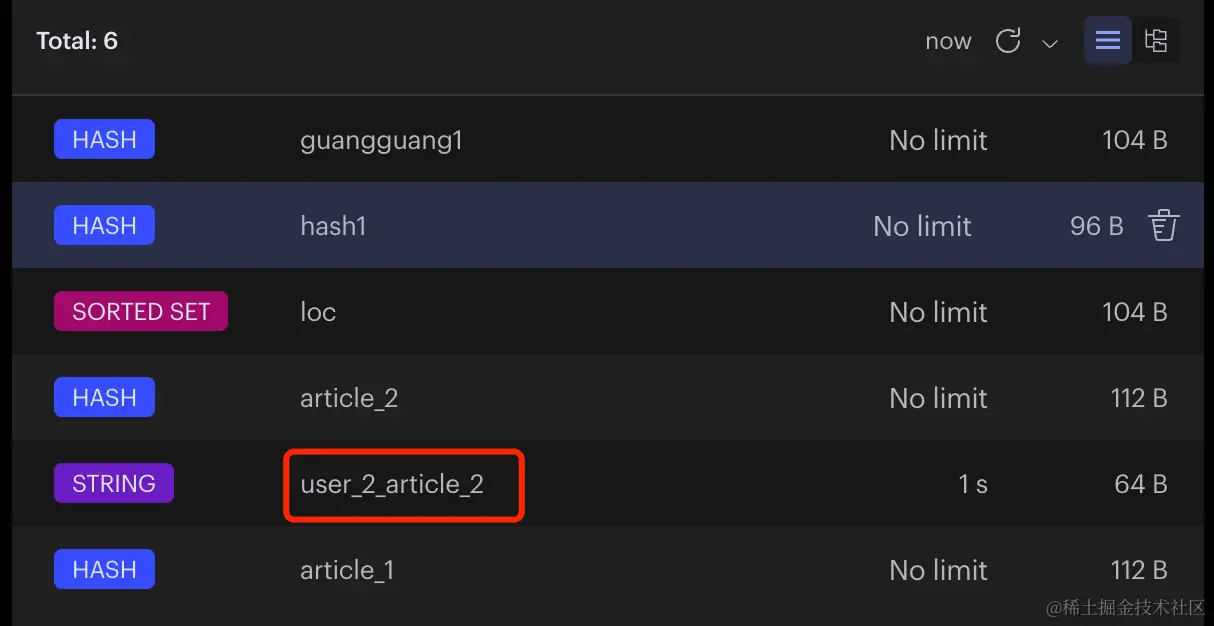 Total: 6 now
HASH guangguang1 No limit 104 B
HASH hash1 No limit 96 B
SORTED SET loc No limit 104 B
HASH article_2 No limit 112 B
STRING user_2_article_2 1 s 64 B
HASH article_1 No limit 112 B
@稀土掘金技术社区